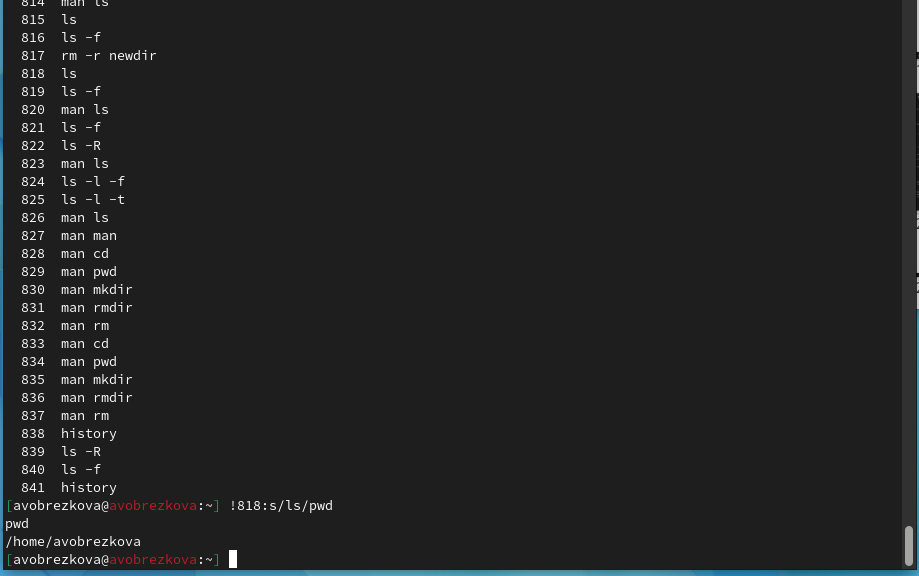 814 man ls
815 ls
816 ls -f
817 rm -r newdir
818 ls
819 ls -f
820 man ls
821 ls -f
822 ls -R
823 man ls
824 ls -l -f
825 ls -l -t
826 man ls
827 man man
828 man cd
829 man pwd
830 man mkdir
831 man rmdir
832 man rm
833 man cd
834 man pwd
835 man mkdir
836 man rmdir
837 man rm
838 history
839 ls -R
840 ls -f
841 history
[avobrezkova@avobrezkova:~] !818:s/ls/pwd
pwd
/home/avobrezkova
[avobrezkova@avobrezkova:~]